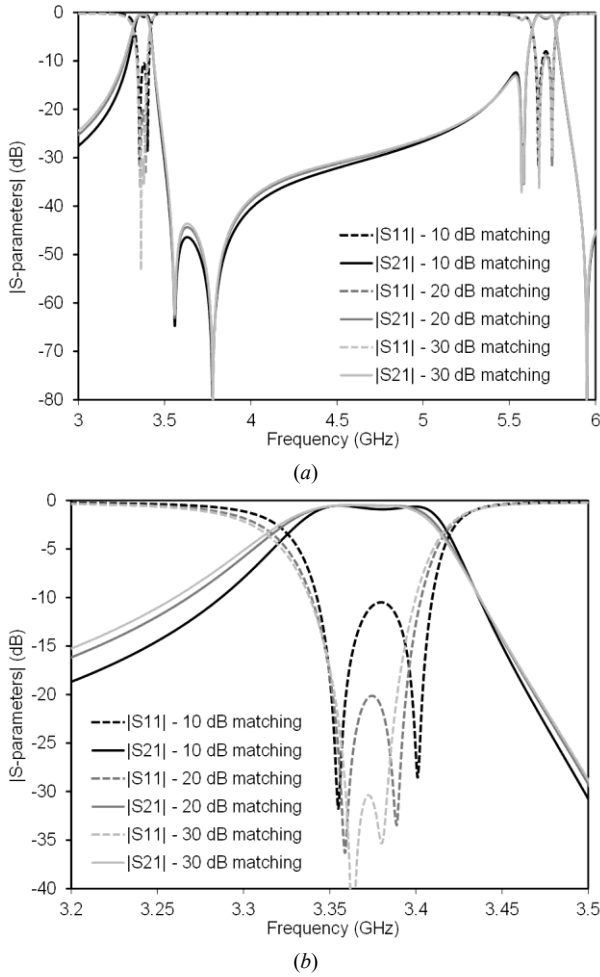 0
-10
-20
-30
-40
-50
-60
-70
-80
|S-parameters| (dB)
|S11| - 10 dB matching
|S21| - 10 dB matching
|S11| - 20 dB matching
|S21| - 20 dB matching
|S11| - 30 dB matching
|S21| - 30 dB matching
3 3.5 4 4.5 5 5.5 6
Frequency (GHz)
(a)
0
-5
-10
-15
-20
-25
-30
-35
-40
|S-parameters| (dB)
|S11| - 10 dB matching
|S21| - 10 dB matching
|S11| - 20 dB matching
|S21| - 20 dB matching
|S11| - 30 dB matching
|S21| - 30 dB matching
3.2 3.25 3.3 3.35 3.4 3.45 3.5
Frequency (GHz)
(b)